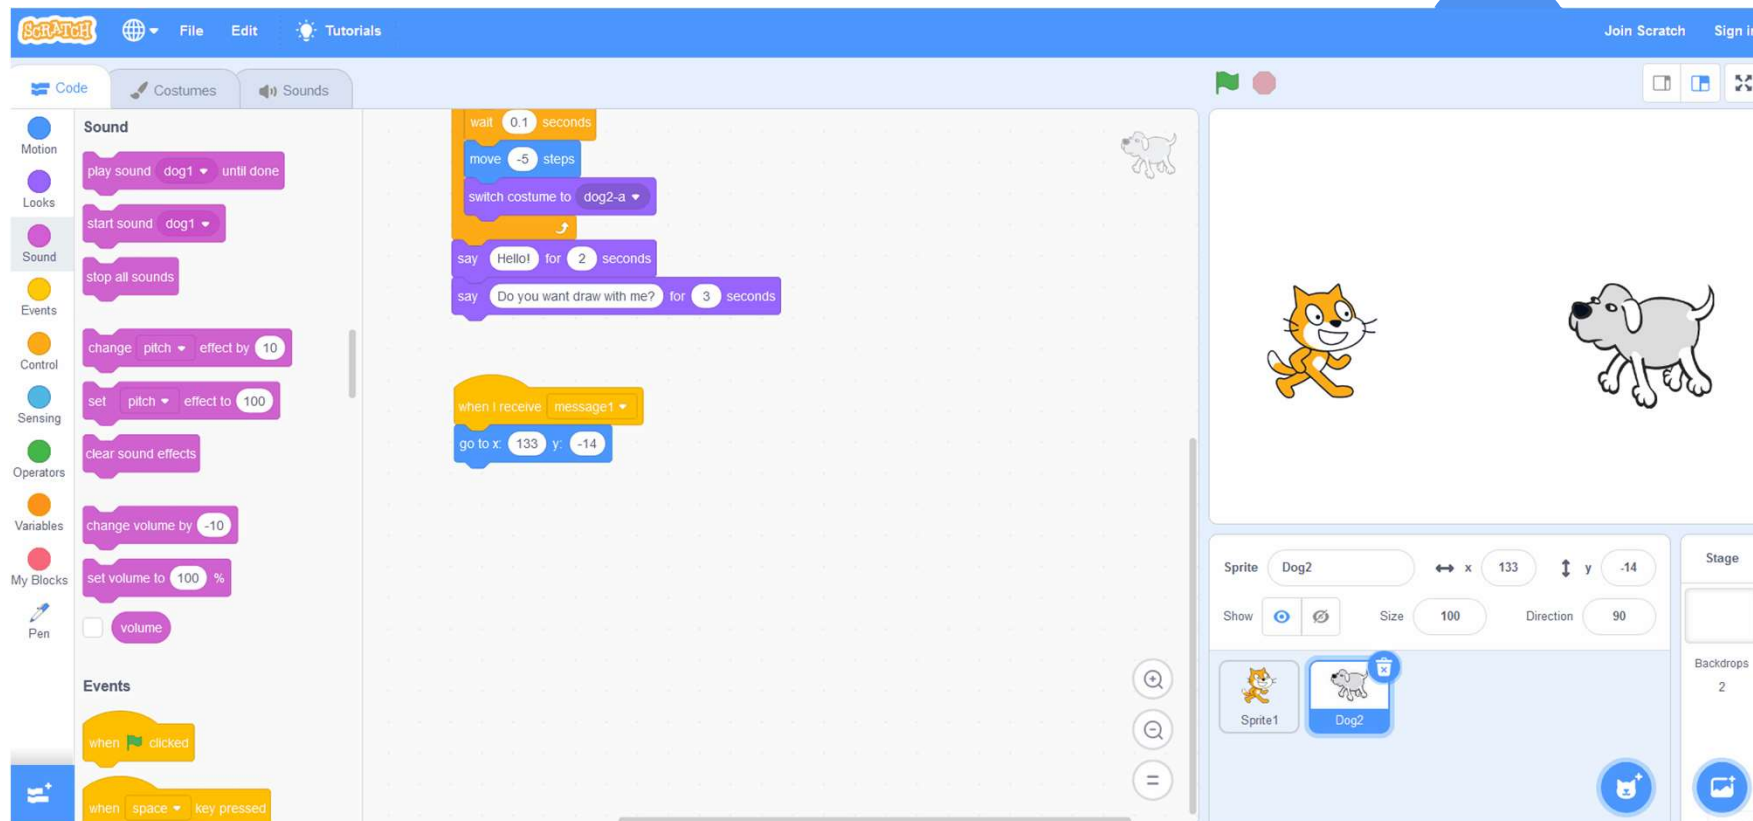 SCRATCH File Edit Tutorials Join Scratch
Code Costumes Sounds
Motion
Looks
Sound
Events
Control
Sensing
Operators
Variables
My Blocks
Pen
Sound
play sound dog1 until done
start sound dog1
stop all sounds
change pitch effect by 10
set pitch effect to 100
clear sound effects
change volume by -10
set volume to 100 %
volume
Events
when clicked
when space key pressed
wait 0.1 seconds
move -5 steps
switch costume to dog2-a
say Hello! for 2 seconds
say Do you want draw with me? for 3 seconds
when I receive message1
go to x: 133 y: -14
Sprite Dog2 x 133 y -14
Show Size 100 Direction 90
Sprite1 Dog2
Stage
Backdrops
2